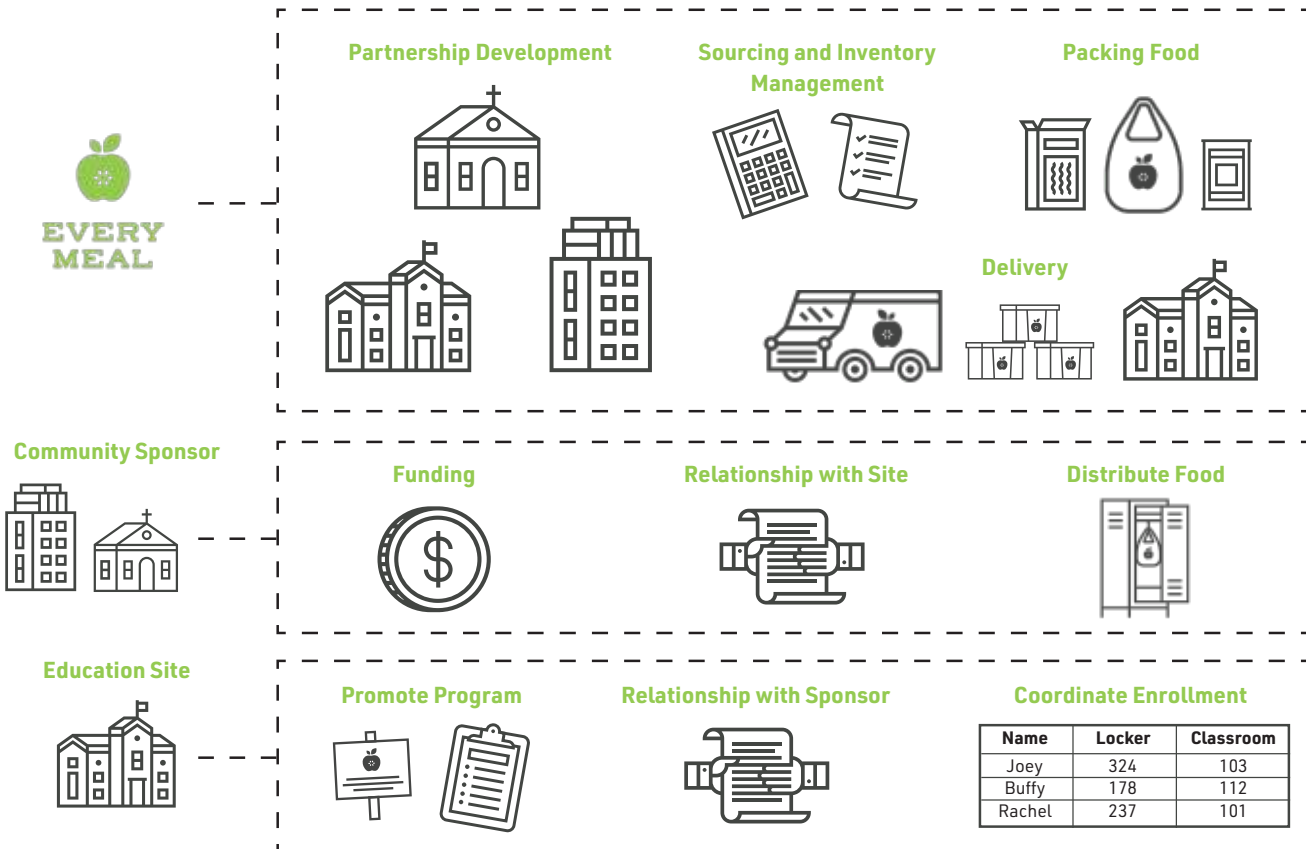 EVERY
MEAL
Partnership Development
Sourcing and Inventory
Management
Packing Food
Delivery
Community Sponsor
Funding
$
Relationship with Site
Distribute Food
Education Site
Promote Program
Relationship with Sponsor
Coordinate Enrollment
Name Locker Classroom
Joey 324 103
Buffy 178 112
Rachel 237 101